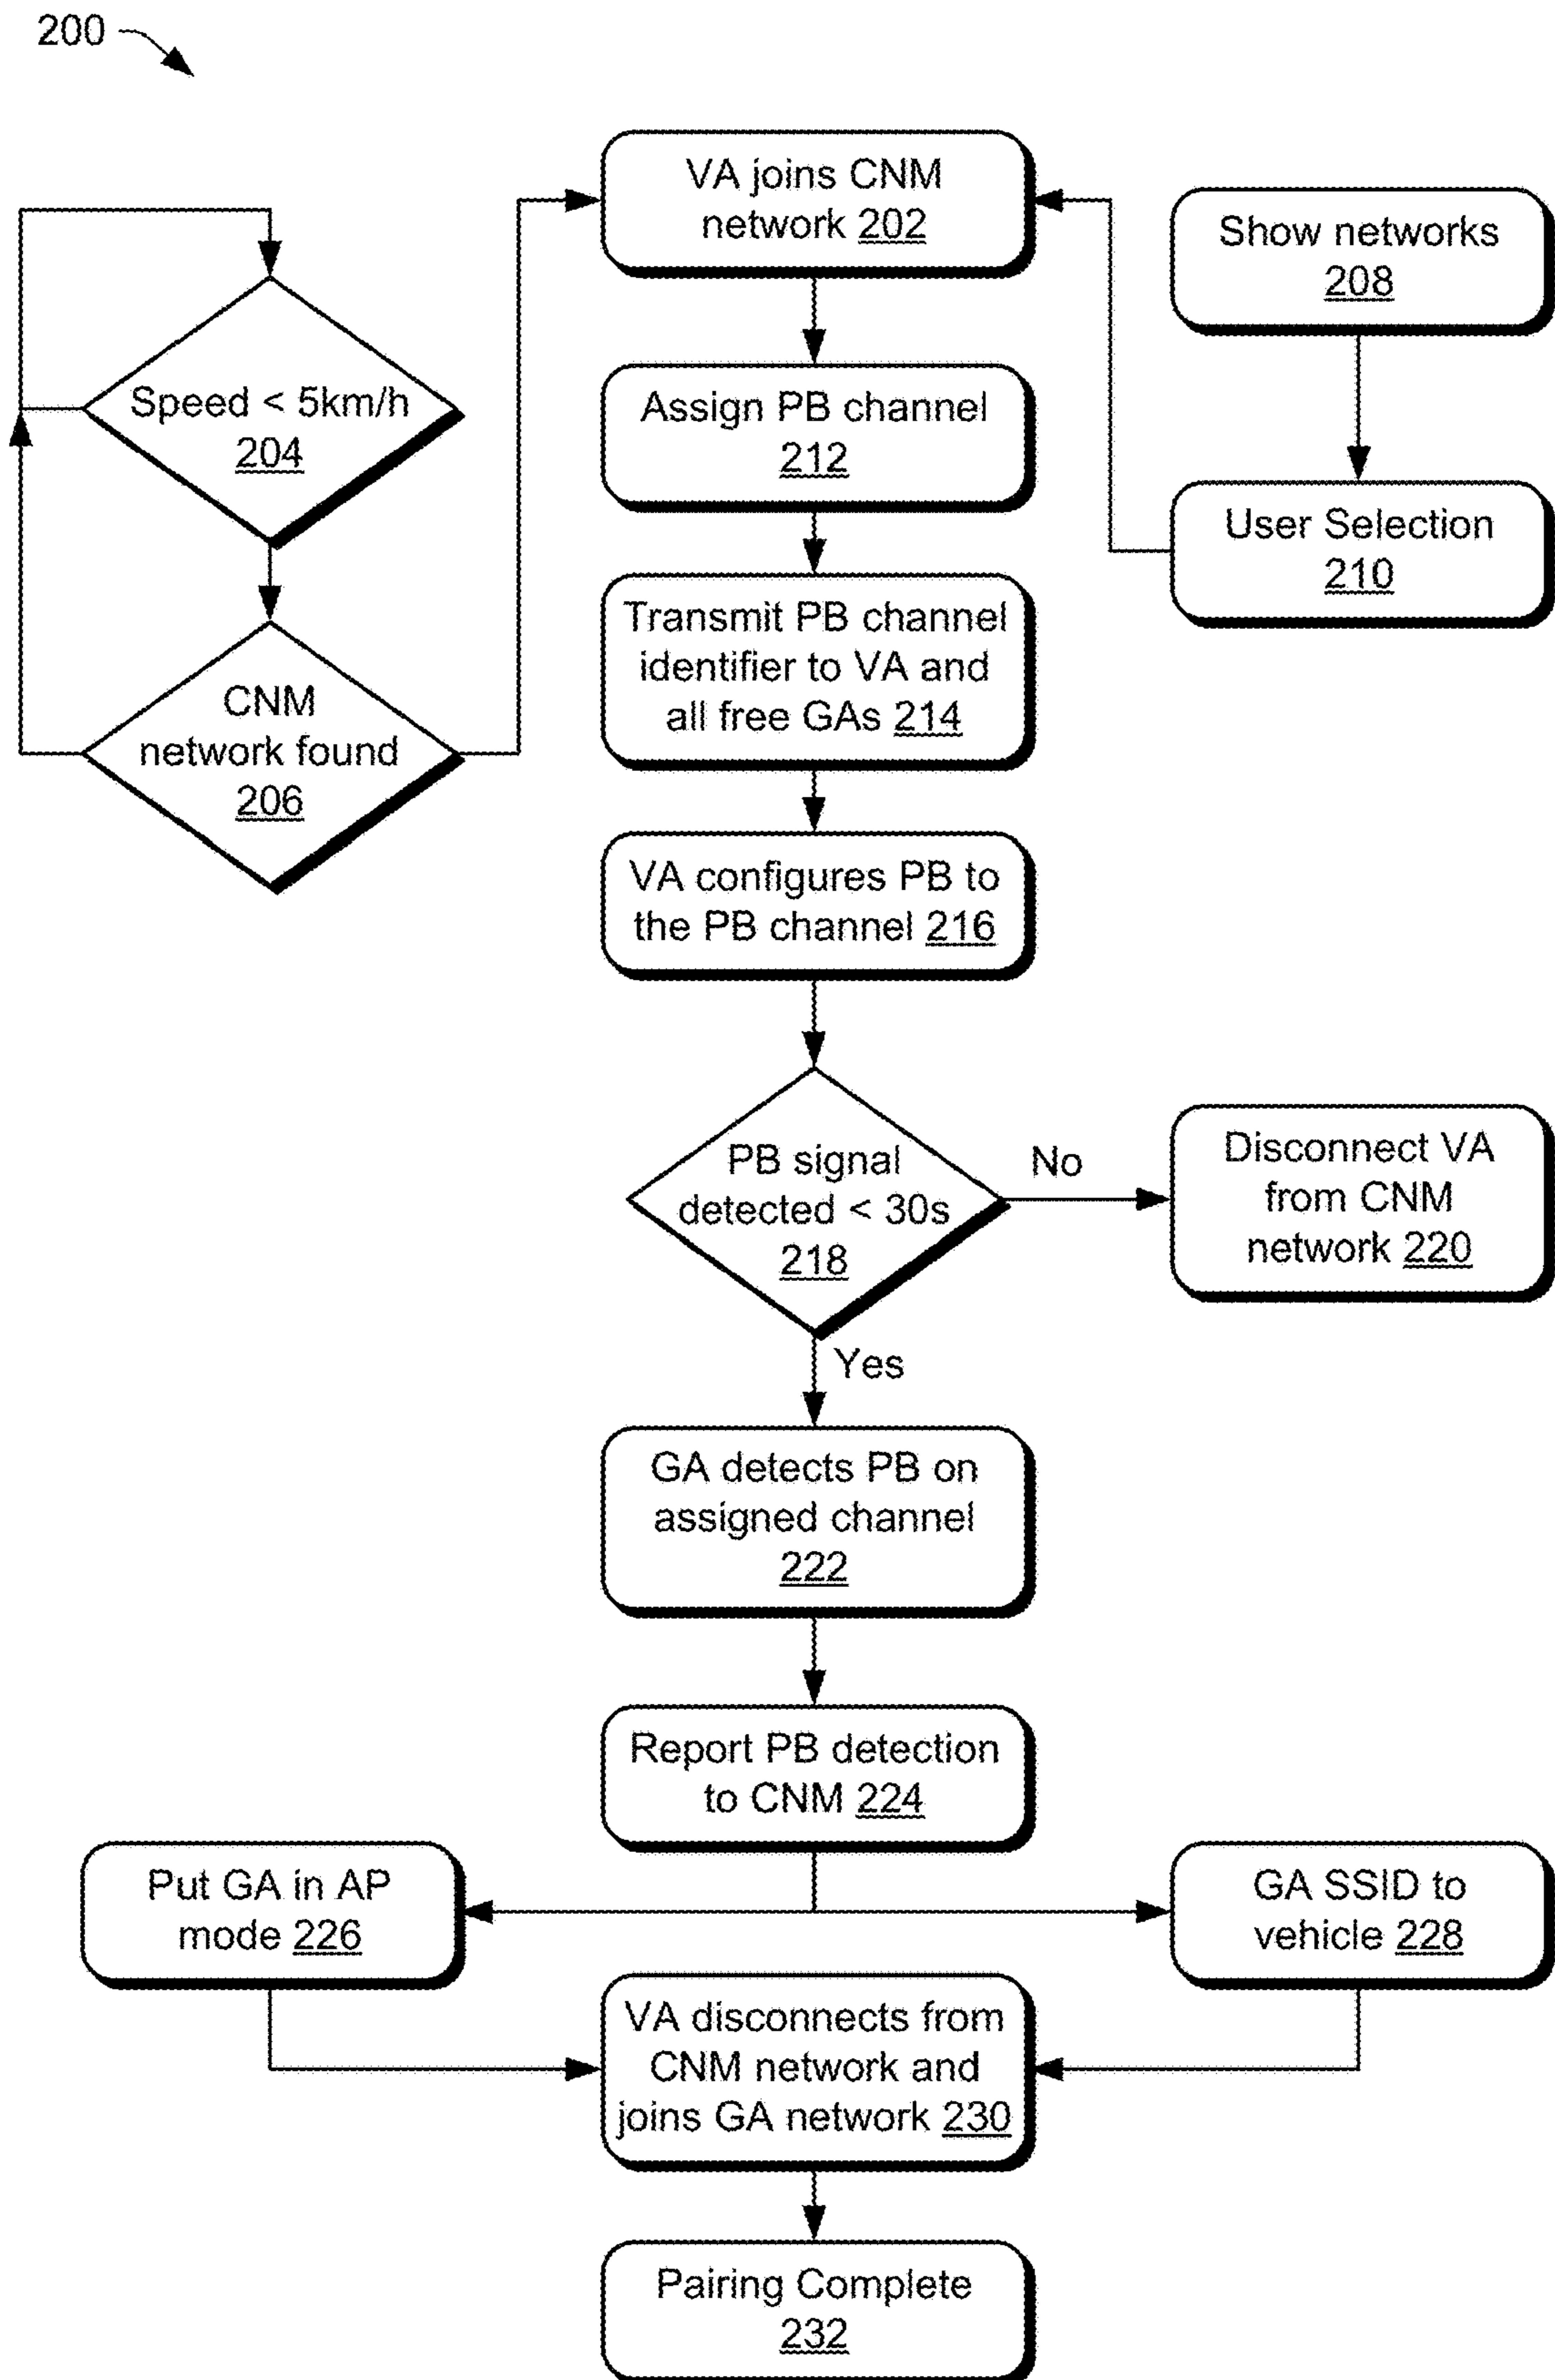 200
VA joins CNM
network 202
Show networks
208
Speed < 5km/h
204
Assign PB channel
212
User Selection
210
Transmit PB channel
identifier to VA and
all free GAs 214
CNM
network found
206
VA configures PB to
the PB channel 216
PB signal
detected < 30s
218
No
Disconnect VA
from CNM
network 220
Yes
GA detects PB on
assigned channel
222
Report PB detection
to CNM 224
Put GA in AP
mode 226
GA SSID to
vehicle 228
VA disconnects from
CNM network and
joins GA network 230
Pairing Complete
232